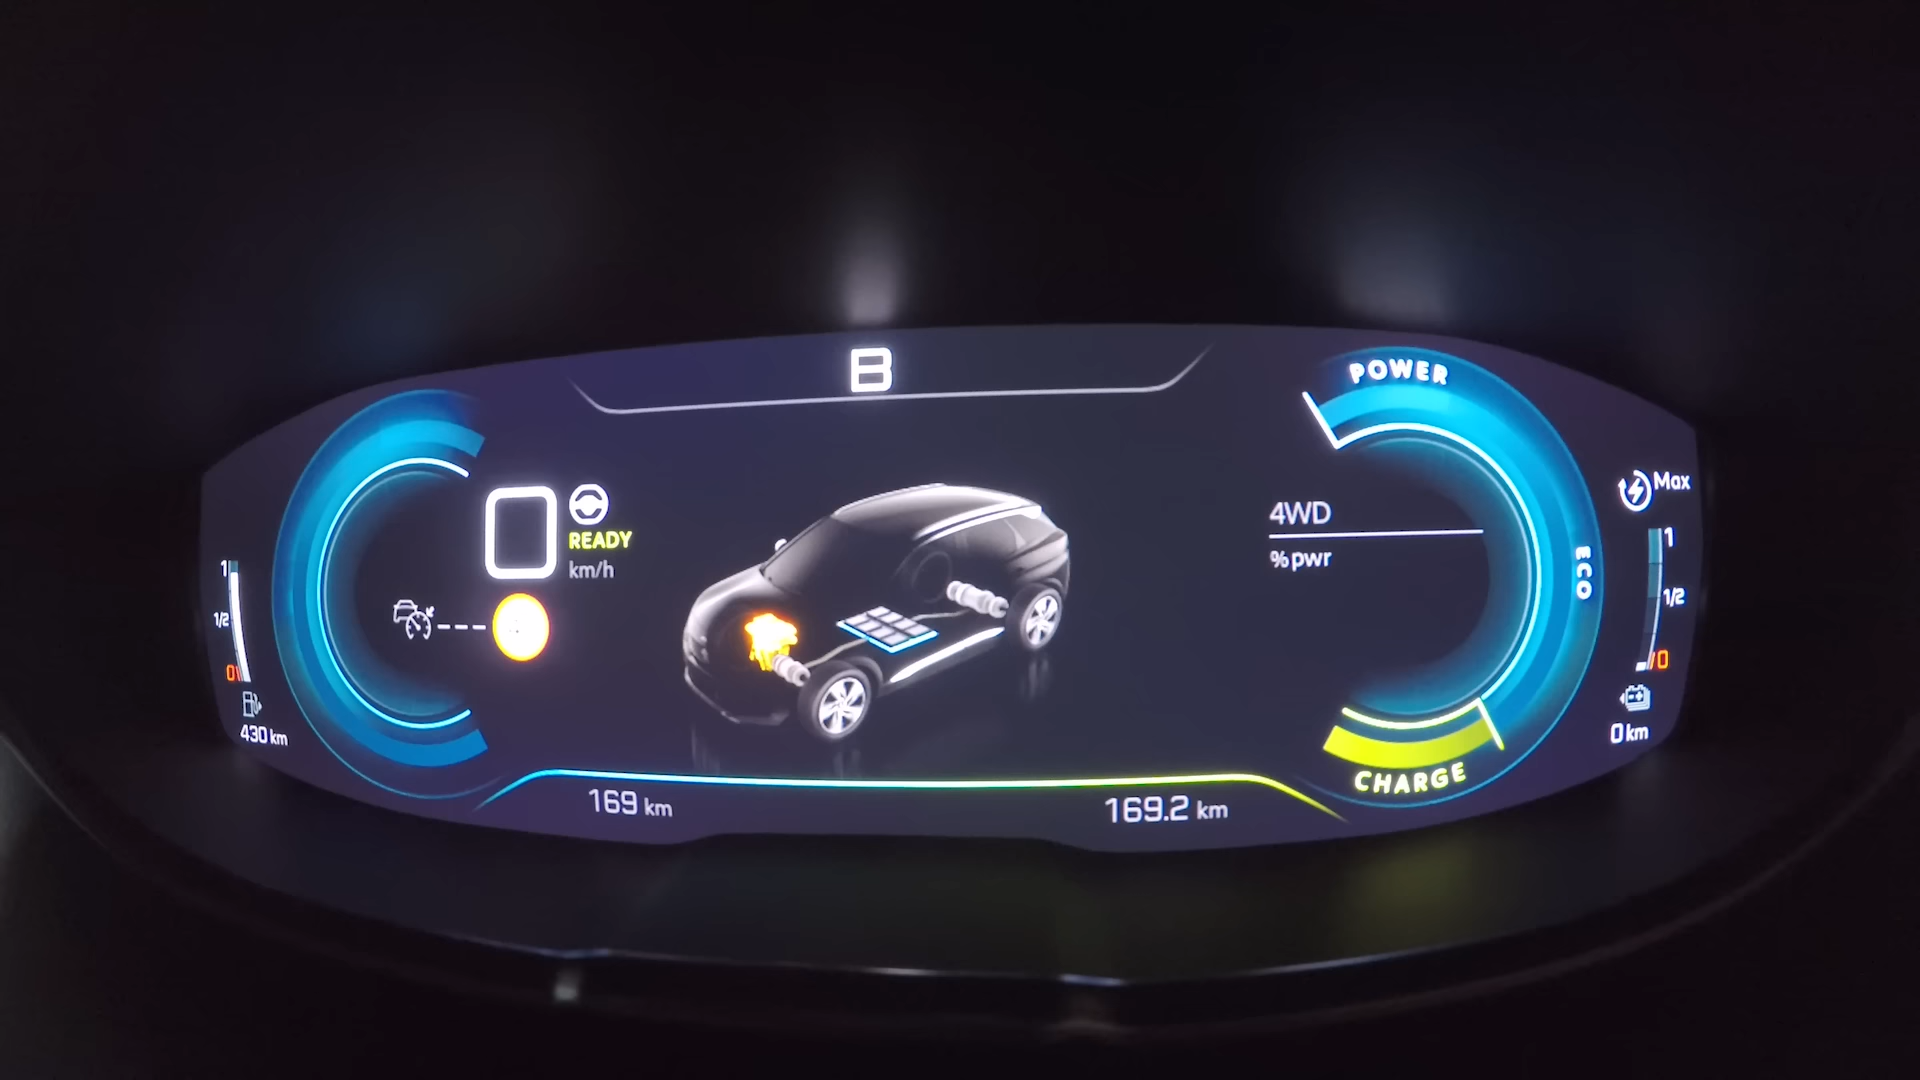 B
POWER
Max
4WD
0
READY
%pwr
km/h
1
1/2
0
1
1/2
0
ECO
---
430 km
0 km
CHARGE
169 km
169.2 km